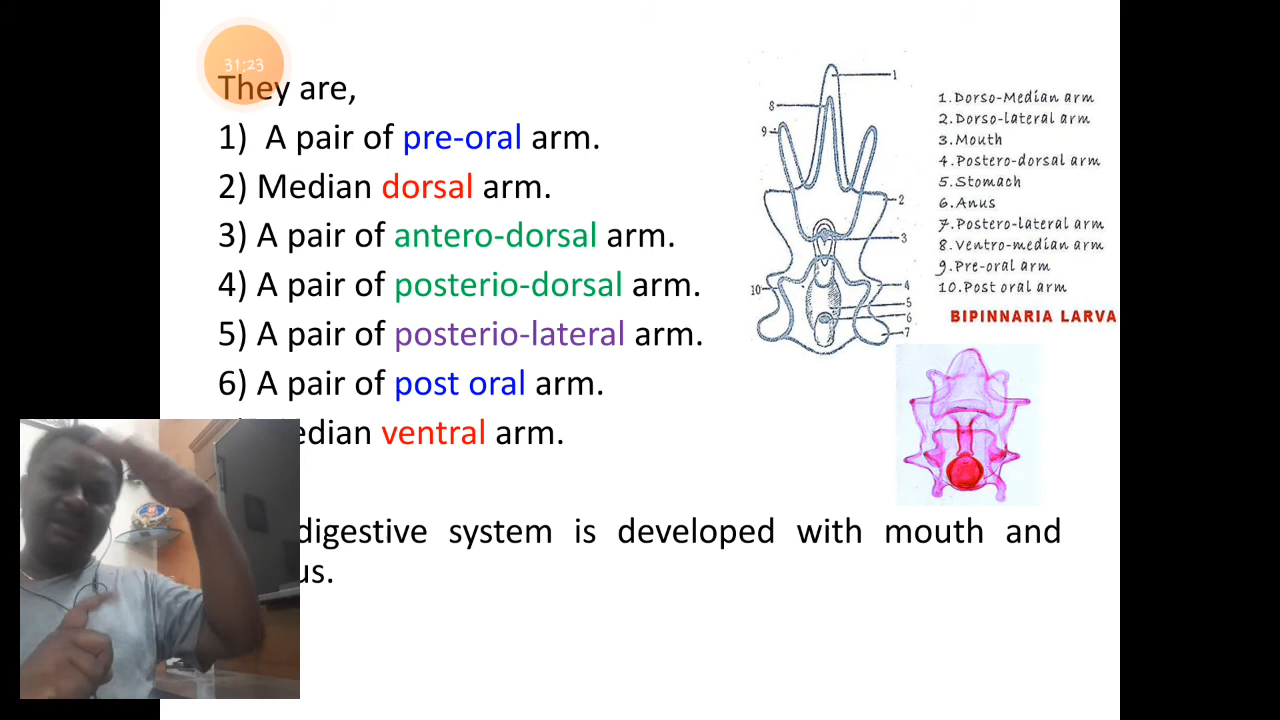 31:23
They are,
1) A pair of pre-oral arm.
2) Median dorsal arm.
3) A pair of antero-dorsal arm.
4) A pair of posterio-dorsal arm.
5) A pair of posterio-lateral arm.
6) A pair of post oral arm.
ventral arm.
digestive system is developed with mouth and
1
8
9
2
3
10
4
5
6
7
1.Dorso-Median arm
2.Dorso-lateral arm
3.Mouth
4.Postero-dorsal arm
5.Stomach
6.Anus
7.Postero-lateral arm
8.Ventro-median arm
9.Pre-oral arm
10.Post oral arm
BIPINNARIA LARVA